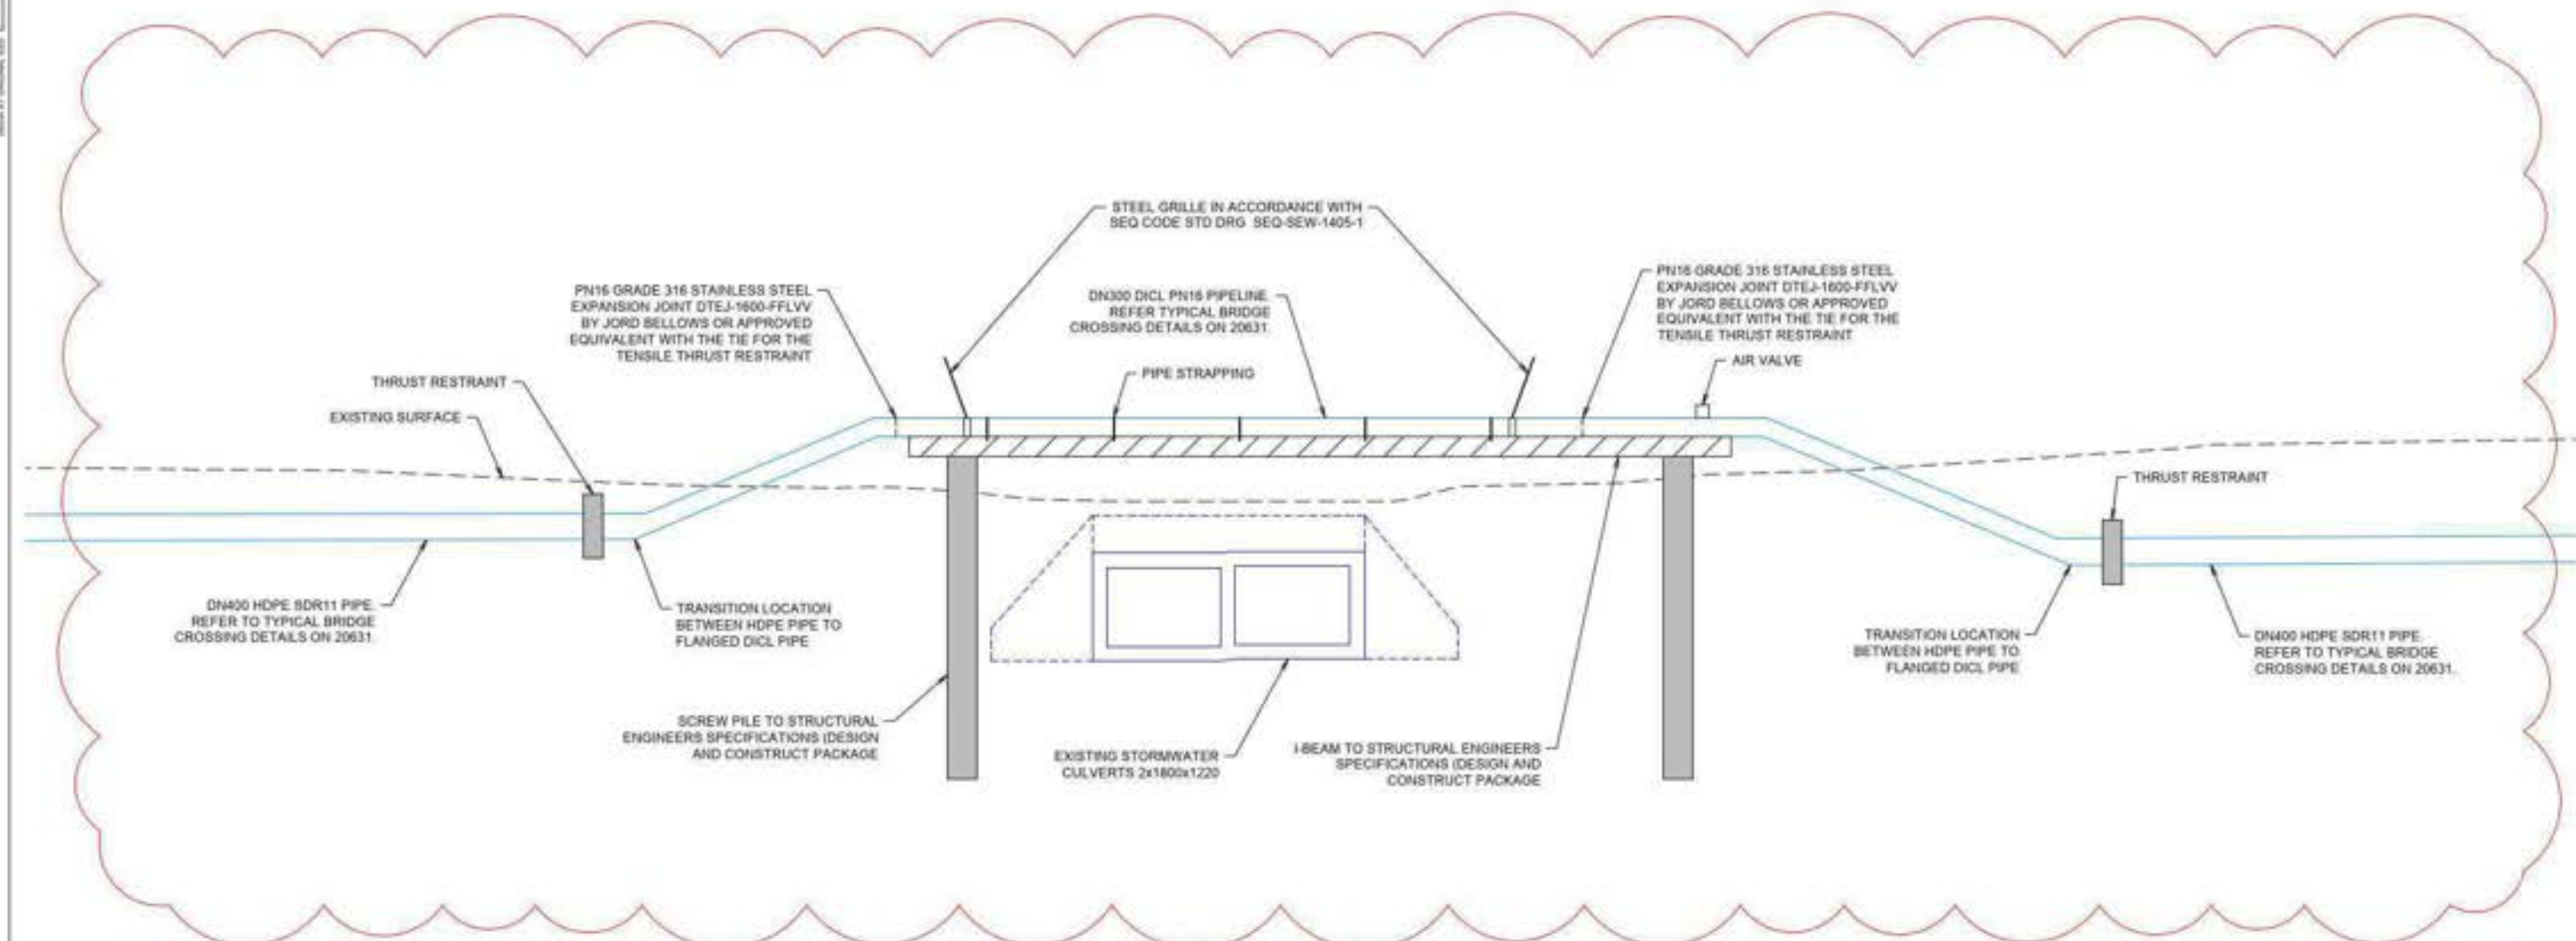 STEEL GRILLE IN ACCORDANCE WITH
SEQ CODE STD DRG SEQ-SEW-1405-1
PN16 GRADE 316 STAINLESS STEEL
EXPANSION JOINT DTEJ-1600-FFLVV
BY JORD BELLOWS OR APPROVED
EQUIVALENT WITH THE TIE FOR THE
TENSILE THRUST RESTRAINT
DN300 DICL PN16 PIPELINE.
REFER TYPICAL BRIDGE
CROSSING DETAILS ON 20631.
PN16 GRADE 316 STAINLESS STEEL
EXPANSION JOINT DTEJ-1600-FFLVV
BY JORD BELLOWS OR APPROVED
EQUIVALENT WITH THE TIE FOR THE
TENSILE THRUST RESTRAINT
AIR VALVE
THRUST RESTRAINT
PIPE STRAPPING
EXISTING SURFACE
THRUST RESTRAINT
DN400 HDPE SDR11 PIPE.
REFER TO TYPICAL BRIDGE
CROSSING DETAILS ON 20631.
TRANSITION LOCATION
BETWEEN HDPE PIPE TO
FLANGED DICL PIPE
TRANSITION LOCATION
BETWEEN HDPE PIPE TO
FLANGED DICL PIPE
DN400 HDPE SDR11 PIPE.
REFER TO TYPICAL BRIDGE
CROSSING DETAILS ON 20631.
SCREW PILE TO STRUCTURAL
ENGINEERS SPECIFICATIONS (DESIGN
AND CONSTRUCT PACKAGE
EXISTING STORMWATER
CULVERTS 2x1800x1220
I-BEAM TO STRUCTURAL ENGINEERS
SPECIFICATIONS (DESIGN AND
CONSTRUCT PACKAGE